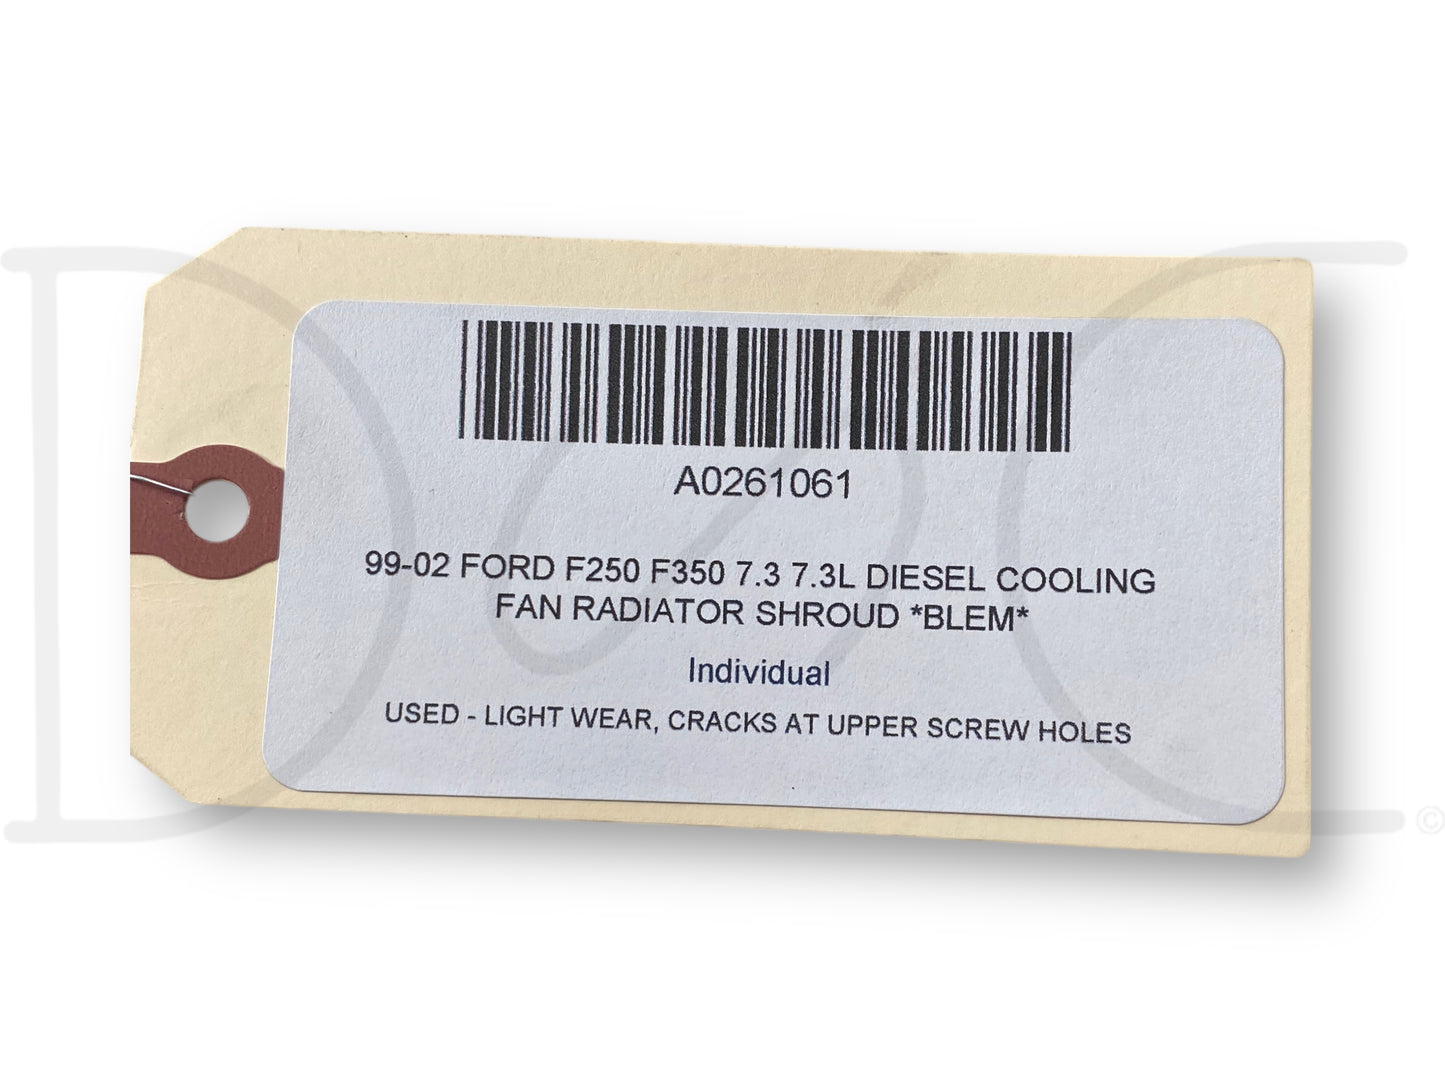 A0261061
99-02 FORD F250 F350 7.3 7.3L DIESEL COOLING
FAN RADIATOR SHROUD *BLEM*
Individual
USED - LIGHT WEAR, CRACKS AT UPPER SCREW HOLES
©